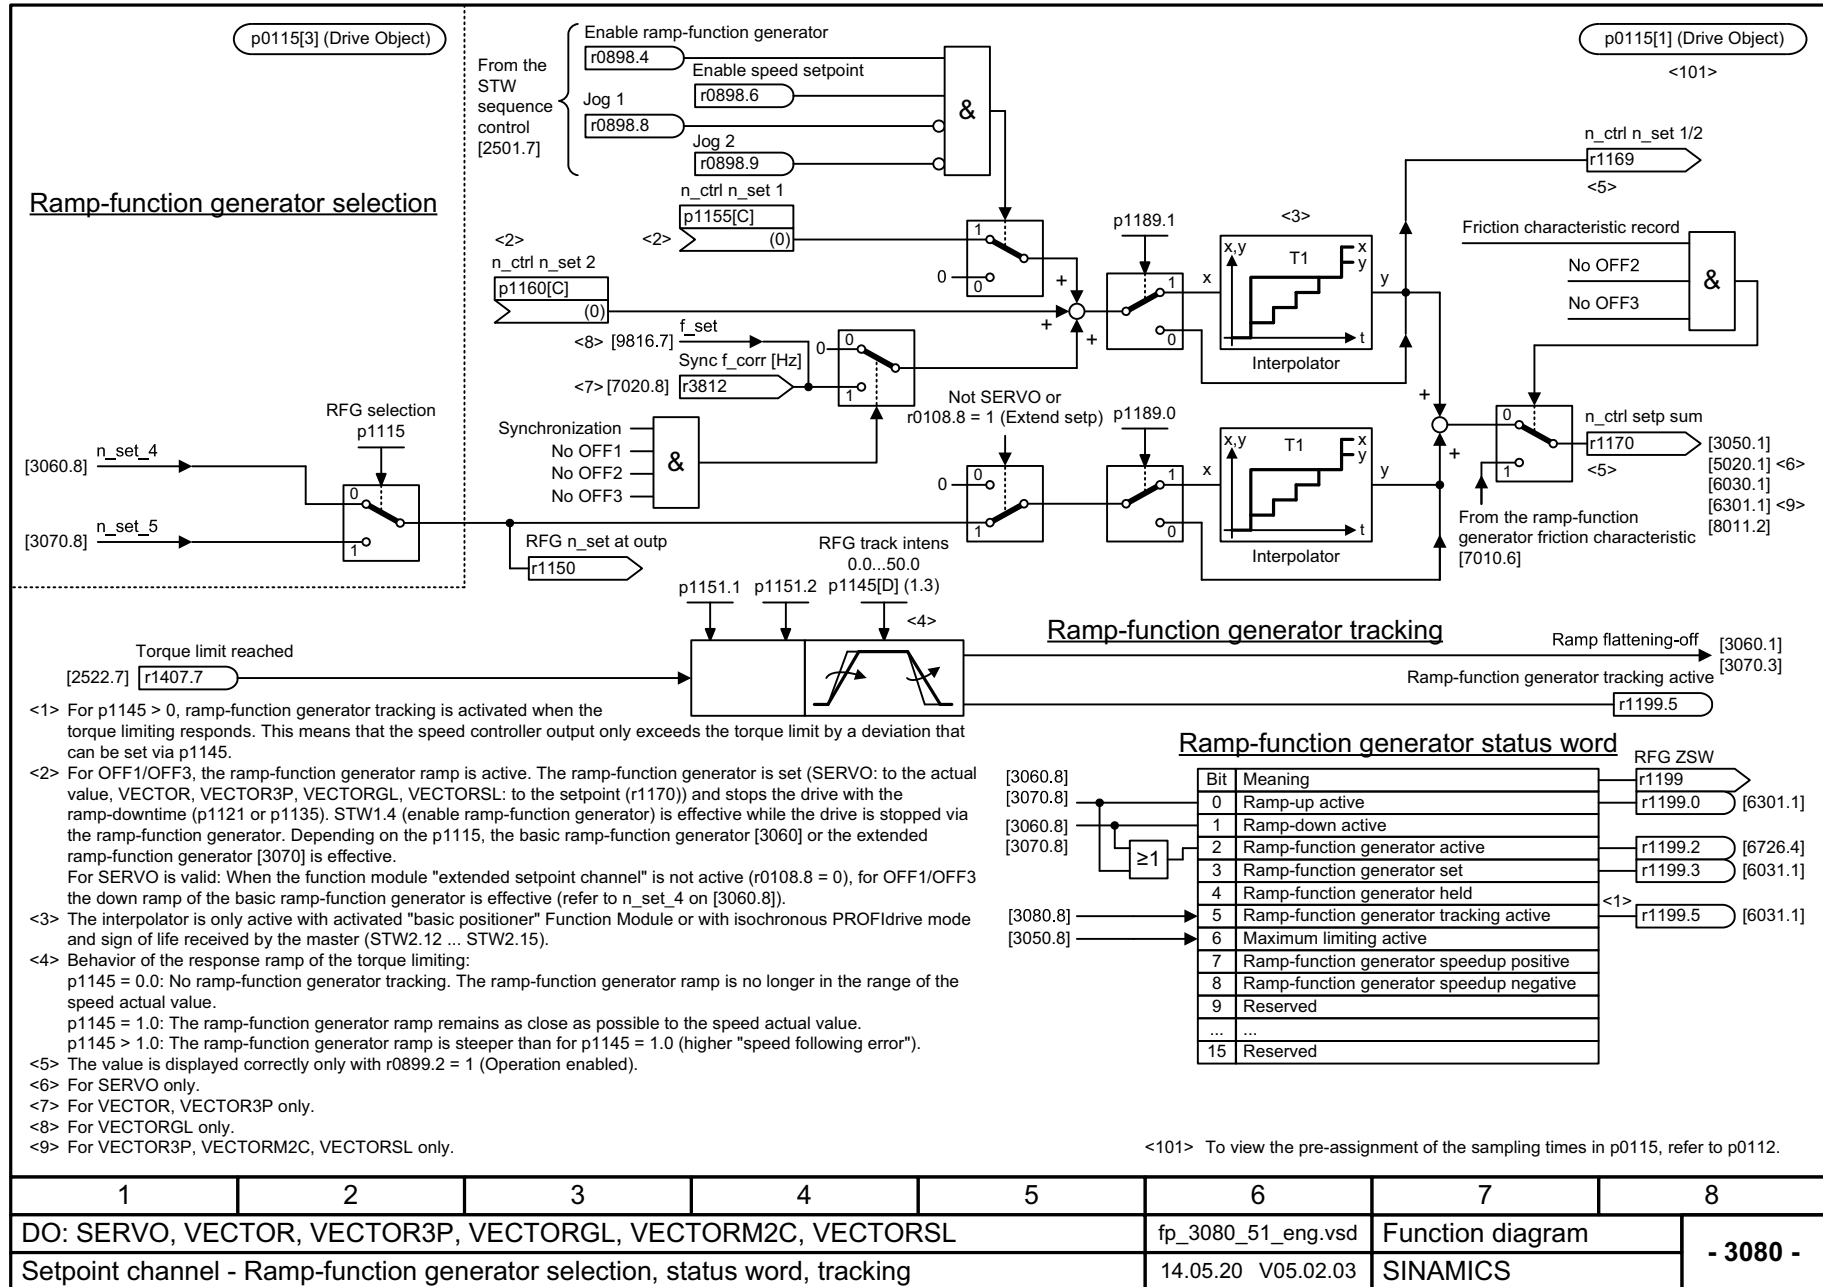 p0115[3] (Drive Object)
Ramp-function generator selection
From the
STW
sequence
control
[2501.7]
Enable ramp-function generator
r0898.4
Enable speed setpoint
r0898.6
Jog 1
r0898.8
Jog 2
r0898.9
&
p0115[1] (Drive Object)
<101>
n_ctrl n_set 1/2
r1169
<5>
n_ctrl n_set 1
<2> p1155[C]
(0)
1
0 0
<2>
n_ctrl n_set 2
p1160[C]
(0)
+
+
+
p1189.1
1
0
<3>
x x,y T1 x
y
t
y
Interpolator
Friction characteristic record
No OFF2
No OFF3
&
<8> [9816.7] f_set
Sync f_corr [Hz]
<7> [7020.8] r3812
0 0
1
Synchronization
No OFF1
No OFF2
No OFF3
&
Not SERVO or
r0108.8 = 1 (Extend setp)
0 0
1
p1189.0
1
0
x x,y T1 x
y
t
y
Interpolator
+
+
0
1
n_ctrl setp sum
r1170
<5>
[3050.1]
[5020.1] <6>
[6030.1]
[6301.1] <9>
[8011.2]
From the ramp-function
generator friction characteristic
[7010.6]
RFG selection
p1115
[3060.8] n_set_4
0
[3070.8] n_set_5
1
RFG n_set at outp
r1150
RFG track intens
0.0...50.0
p1151.1 p1151.2 p1145[D] (1.3)
<4>
Ramp-function generator tracking
Torque limit reached
[2522.7] r1407.7
Ramp flattening-off [3060.1]
[3070.3]
Ramp-function generator tracking active
r1199.5
<1> For p1145 > 0, ramp-function generator tracking is activated when the
torque limiting responds. This means that the speed controller output only exceeds the torque limit by a deviation that
can be set via p1145.
<2> For OFF1/OFF3, the ramp-function generator ramp is active. The ramp-function generator is set (SERVO: to the actual
value, VECTOR, VECTOR3P, VECTORGL, VECTORSL: to the setpoint (r1170)) and stops the drive with the
ramp-downtime (p1121 or p1135). STW1.4 (enable ramp-function generator) is effective while the drive is stopped via
the ramp-function generator. Depending on the p1115, the basic ramp-function generator [3060] or the extended
ramp-function generator [3070] is effective.
For SERVO is valid: When the function module "extended setpoint channel" is not active (r0108.8 = 0), for OFF1/OFF3
the down ramp of the basic ramp-function generator is effective (refer to n_set_4 on [3060.8]).
<3> The interpolator is only active with activated "basic positioner" Function Module or with isochronous PROFIdrive mode
and sign of life received by the master (STW2.12 ... STW2.15).
<4> Behavior of the response ramp of the torque limiting:
p1145 = 0.0: No ramp-function generator tracking. The ramp-function generator ramp is no longer in the range of the
speed actual value.
p1145 = 1.0: The ramp-function generator ramp remains as close as possible to the speed actual value.
p1145 > 1.0: The ramp-function generator ramp is steeper than for p1145 = 1.0 (higher "speed following error").
<5> The value is displayed correctly only with r0899.2 = 1 (Operation enabled).
<6> For SERVO only.
<7> For VECTOR, VECTOR3P only.
<8> For VECTORGL only.
<9> For VECTOR3P, VECTORM2C, VECTORSL only.
Ramp-function generator status word
RFG ZSW
[3060.8] Bit Meaning r1199
[3070.8] 0 Ramp-up active r1199.0 [6301.1]
[3060.8] 1 Ramp-down active
[3070.8] ≥1 2 Ramp-function generator active r1199.2 [6726.4]
3 Ramp-function generator set r1199.3 [6031.1]
4 Ramp-function generator held
[3080.8] 5 Ramp-function generator tracking active <1> r1199.5 [6031.1]
[3050.8] 6 Maximum limiting active
7 Ramp-function generator speedup positive
8 Ramp-function generator speedup negative
9 Reserved
... ...
15 Reserved
<101> To view the pre-assignment of the sampling times in p0115, refer to p0112.
1 2 3 4 5 6 7 8
DO: SERVO, VECTOR, VECTOR3P, VECTORGL, VECTORM2C, VECTORSL fp_3080_51_eng.vsd Function diagram - 3080 -
Setpoint channel - Ramp-function generator selection, status word, tracking 14.05.20 V05.02.03 SINAMICS